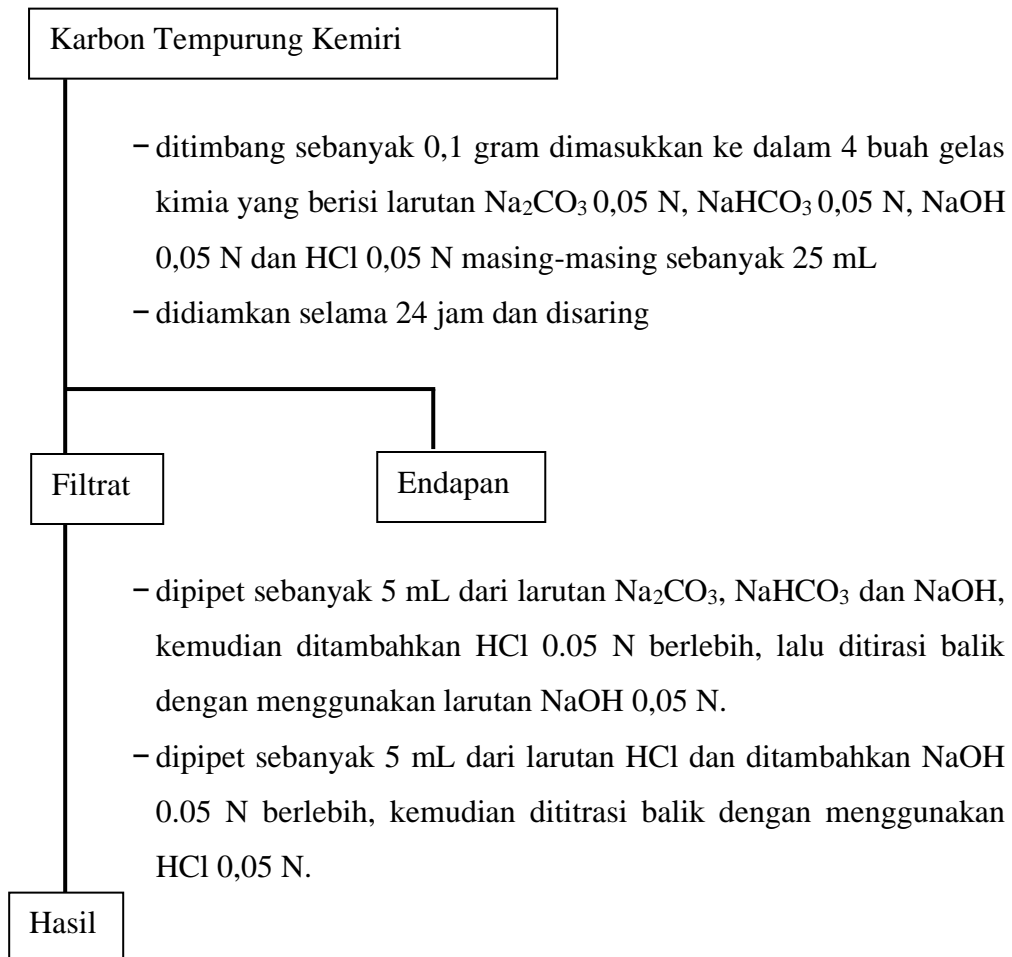 Karbon Tempurung Kemiri
− ditimbang sebanyak 0,1 gram dimasukkan ke dalam 4 buah gelas
kimia yang berisi larutan Na₂CO₃ 0,05 N, NaHCO₃ 0,05 N, NaOH
0,05 N dan HCl 0,05 N masing-masing sebanyak 25 mL
− didiamkan selama 24 jam dan disaring
Filtrat
Endapan
− dipipet sebanyak 5 mL dari larutan Na₂CO₃, NaHCO₃ dan NaOH,
kemudian ditambahkan HCl 0.05 N berlebih, lalu ditirasi balik
dengan menggunakan larutan NaOH 0,05 N.
− dipipet sebanyak 5 mL dari larutan HCl dan ditambahkan NaOH
0.05 N berlebih, kemudian dititrasi balik dengan menggunakan
HCl 0,05 N.
Hasil